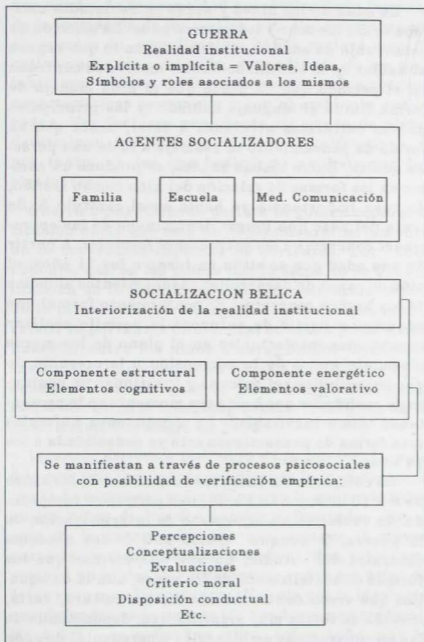 GUERRA
Realidad institucional
Explícita o implícita = Valores, Ideas,
Símbolos y roles asociados a los mismos
AGENTES SOCIALIZADORES
Familia
Escuela
Med. Comunicación
SOCIALIZACION BELICA
Interiorización de la realidad institucional
Componente estructural
Elementos cognitivos
Componente energético
Elementos valorativo
Se manifiestan a través de procesos psicosociales
con posibilidad de verificación empírica:
Percepciones
Conceptualizaciones
Evaluaciones
Criterio moral
Disposición conductual
Etc.